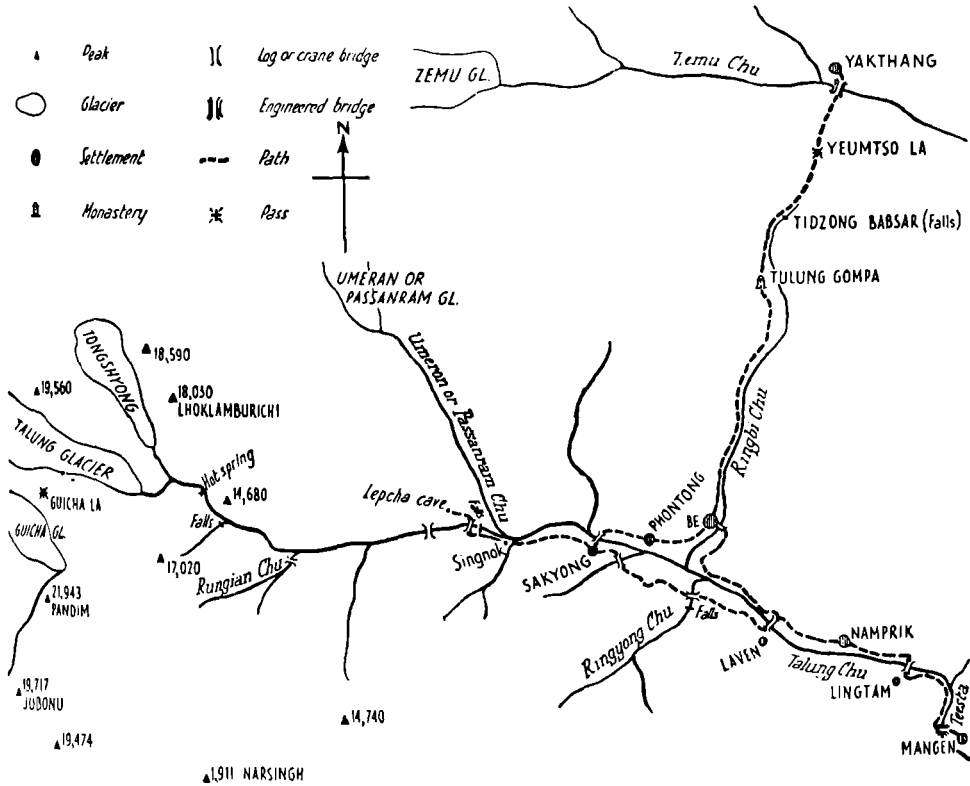 Peak
Log or crane bridge
Glacier
Engineered bridge
Settlement
Path
Monastery
Pass
N
ZEMU GL.
Zemu Chu
YAKTHANG
YEUMTSO LA
TIDZONG BABSAR (Falls)
TULUNG GOMPA
UMERAN OR
PASSANRAM GL.
Umeran or Passanram Chu
TONGSHYONG
18,590
18,030
LHOKLAMBURICHI
19,560
TALUNG GLACIER
GUICHA LA
GUICHA GL.
Hot spring
14,680
Falls
17,020
Rungian Chu
Lepcha cave
Falls
Singnok
SAKYONG
PHONTONG
BE
Ringbi Chu
21,943
PANDIM
19,717
JUBONU
19,474
1,911 NARSINGH
14,740
Ringyong Chu
Falls
LAVEN
Talung Chu
NAMPRIK
LINGTAM
Teesta
MANGEN